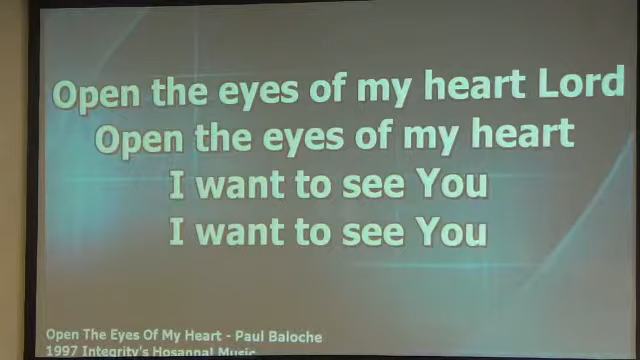 Open the eyes of my heart Lord
Open the eyes of my heart
I want to see You
I want to see You
Open The Eyes Of My Heart - Paul Baloche
1997 Integrity's Hosanna! Music